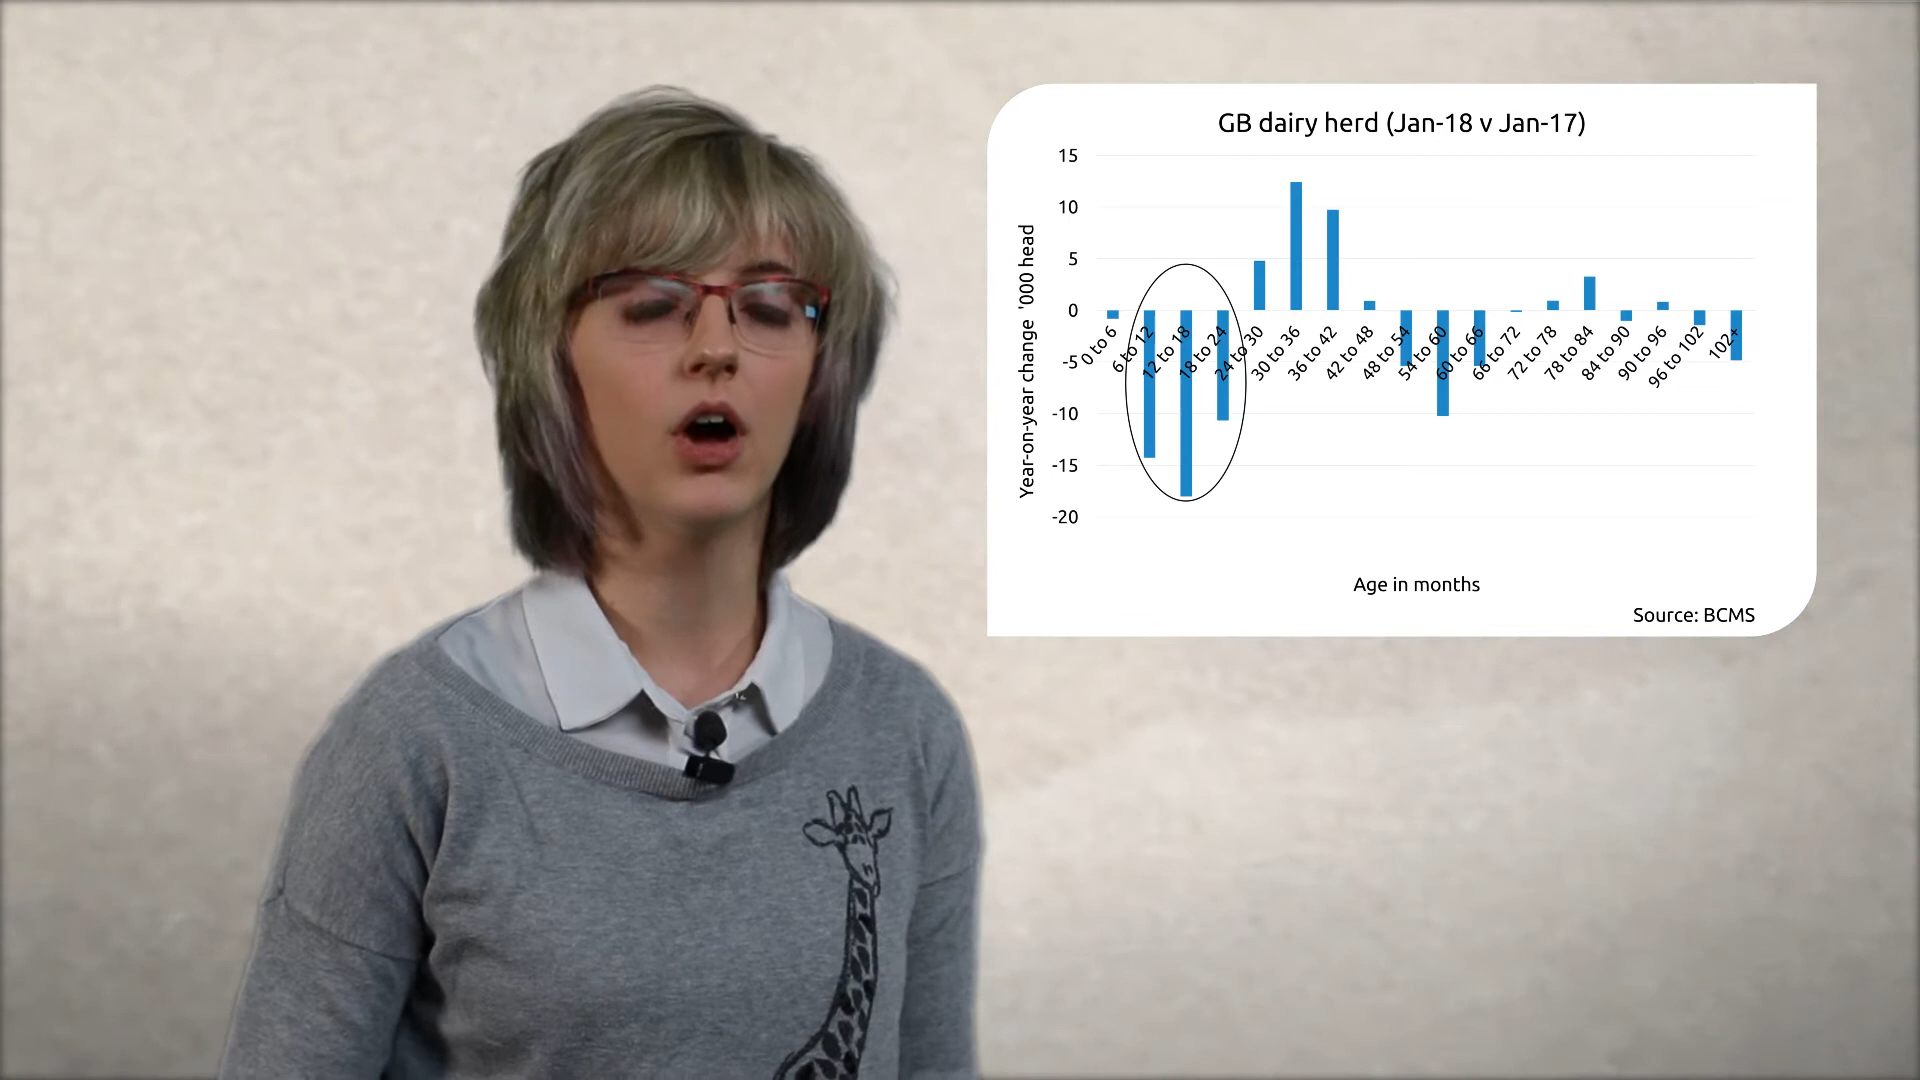 GB dairy herd (Jan-18 v Jan-17)
Year-on-year change '000 head
15
10
5
0
-5
-10
-15
-20
0 to 6
6 to 12
12 to 18
18 to 24
24 to 30
30 to 36
36 to 42
42 to 48
48 to 54
54 to 60
60 to 66
66 to 72
72 to 78
78 to 84
84 to 90
90 to 96
96 to 102
102+
Age in months
Source: BCMS